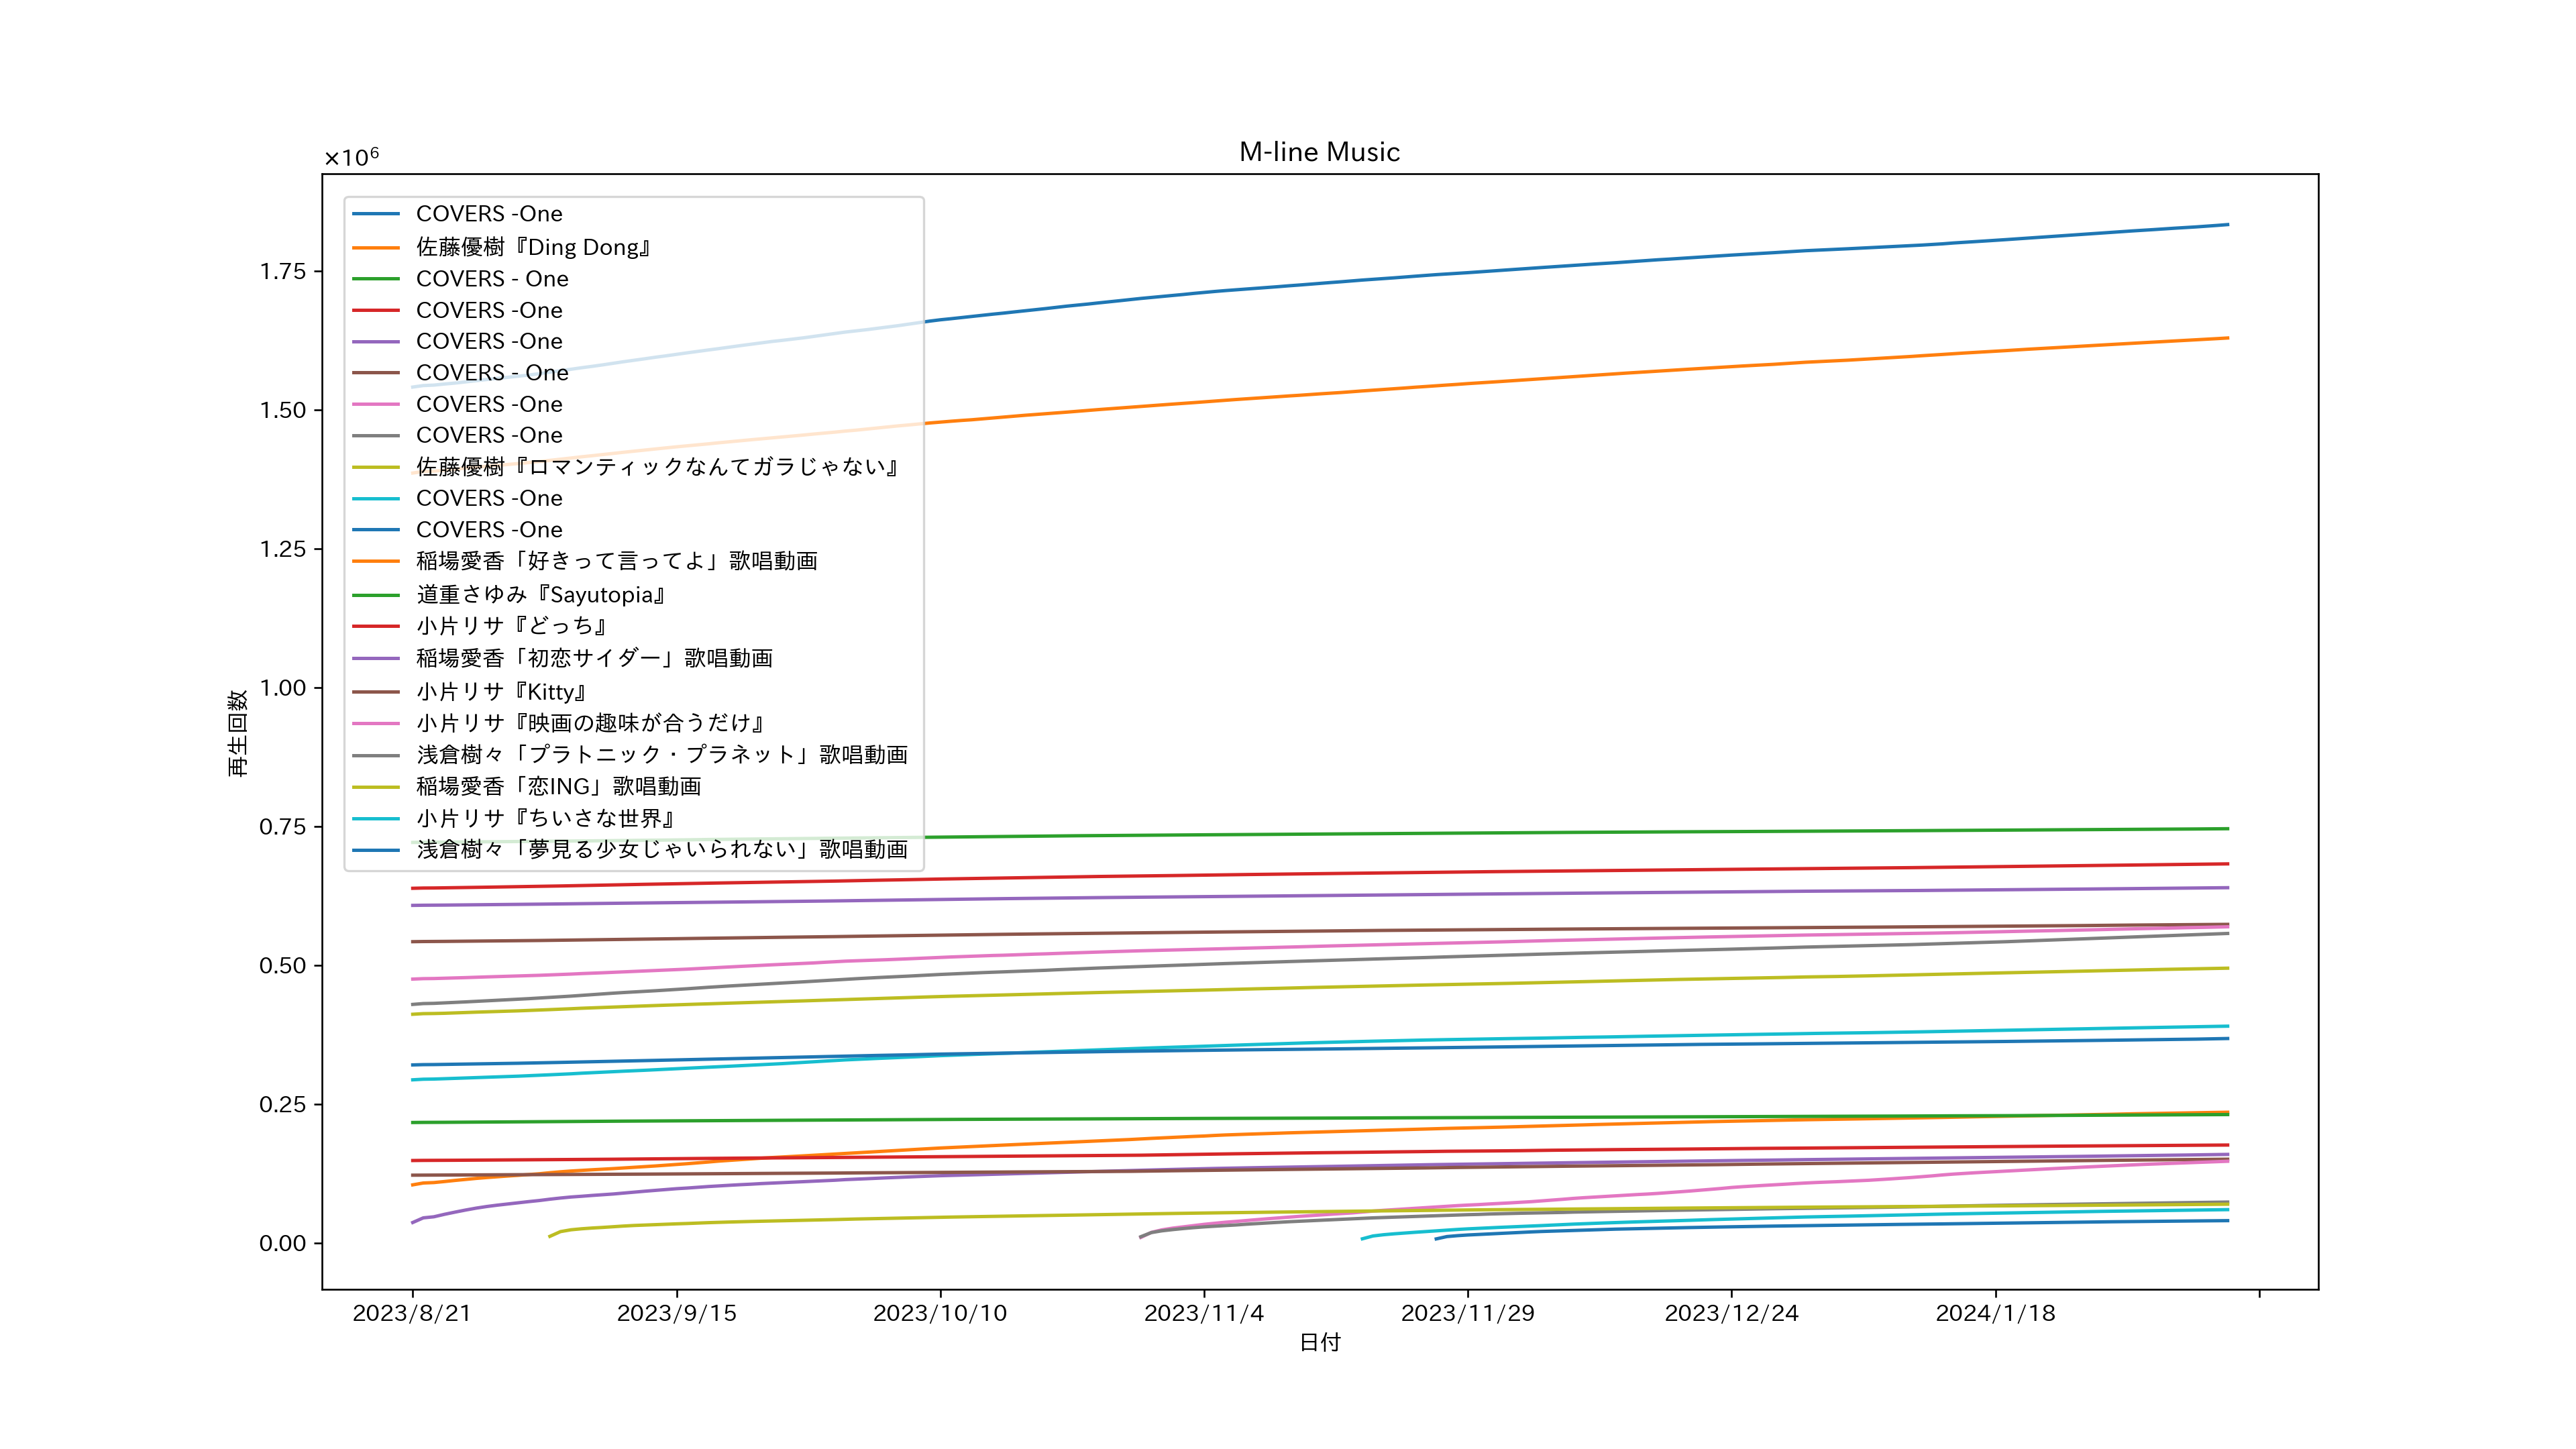 M-line Music
×10⁶
COVERS -One
佐藤優樹『Ding Dong』
COVERS - One
COVERS -One
COVERS -One
COVERS - One
COVERS -One
COVERS -One
佐藤優樹『ロマンティックなんてガラじゃない』
COVERS -One
COVERS -One
稲場愛香「好きって言ってよ」歌唱動画
道重さゆみ『Sayutopia』
小片リサ『どっち』
稲場愛香「初恋サイダー」歌唱動画
小片リサ『Kitty』
小片リサ『映画の趣味が合うだけ』
浅倉樹々「プラトニック・プラネット」歌唱動画
稲場愛香「恋ING」歌唱動画
小片リサ『ちいさな世界』
浅倉樹々「夢見る少女じゃいられない」歌唱動画
1.75
1.50
1.25
1.00
0.75
0.50
0.25
0.00
再生回数
2023/8/21
2023/9/15
2023/10/10
2023/11/4
2023/11/29
2023/12/24
2024/1/18
日付